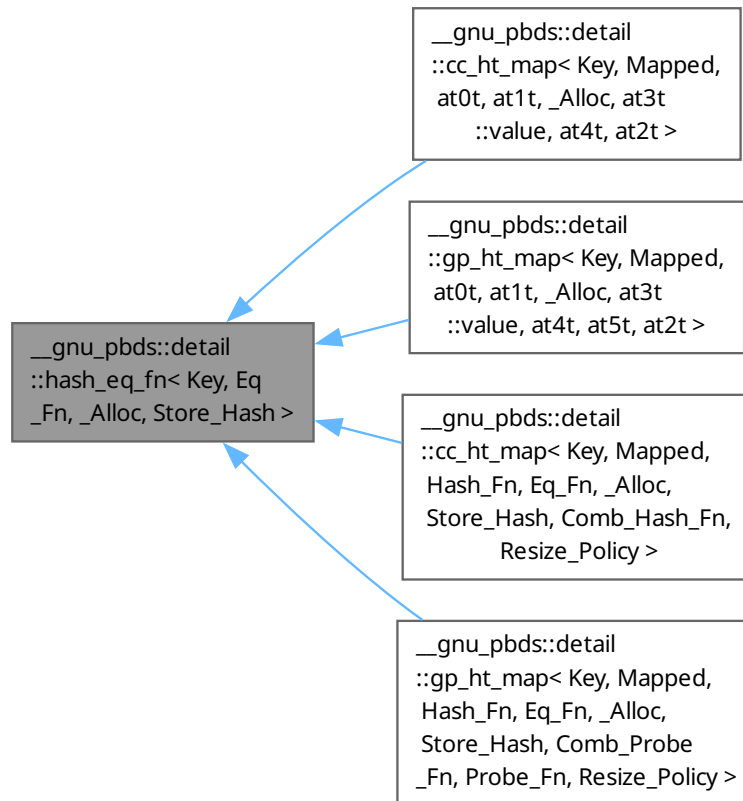 __gnu_pbds::detail
::cc_ht_map< Key, Mapped,
at0t, at1t, _Alloc, at3t
::value, at4t, at2t >
__gnu_pbds::detail
::gp_ht_map< Key, Mapped,
at0t, at1t, _Alloc, at3t
::value, at4t, at5t, at2t >
__gnu_pbds::detail
::hash_eq_fn< Key, Eq
_Fn, _Alloc, Store_Hash >
__gnu_pbds::detail
::cc_ht_map< Key, Mapped,
Hash_Fn, Eq_Fn, _Alloc,
Store_Hash, Comb_Hash_Fn,
Resize_Policy >
__gnu_pbds::detail
::gp_ht_map< Key, Mapped,
Hash_Fn, Eq_Fn, _Alloc,
Store_Hash, Comb_Probe
_Fn, Probe_Fn, Resize_Policy >